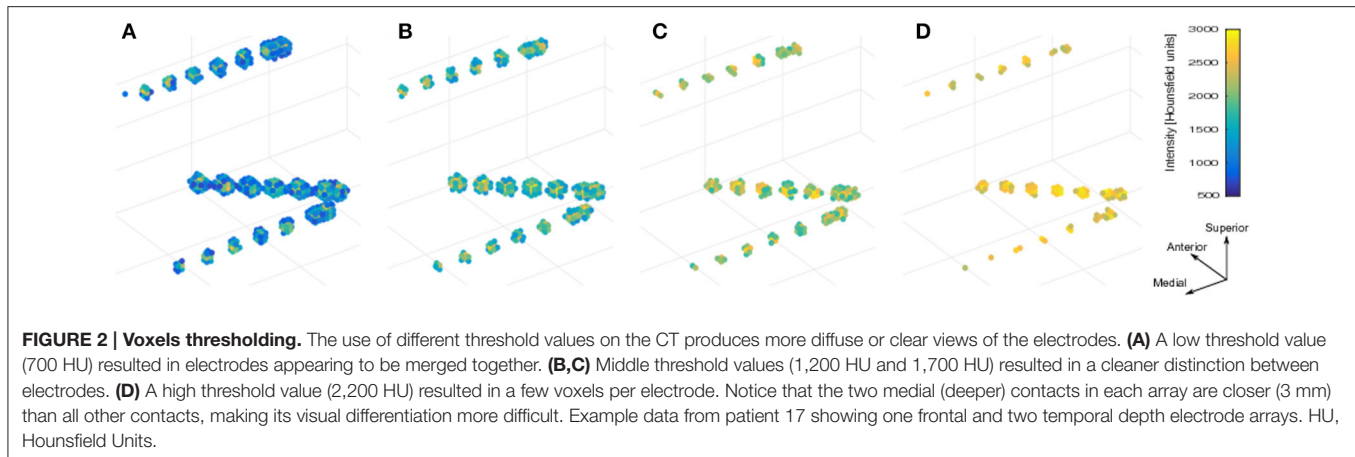 A
B
C
D
3000
2500
2000
1500
1000
500
Intensity [Hounsfield units]
Superior
Anterior
Medial
FIGURE 2 | Voxels thresholding. The use of different threshold values on the CT produces more diffuse or clear views of the electrodes. (A) A low threshold value
(700 HU) resulted in electrodes appearing to be merged together. (B,C) Middle threshold values (1,200 HU and 1,700 HU) resulted in a cleaner distinction between
electrodes. (D) A high threshold value (2,200 HU) resulted in a few voxels per electrode. Notice that the two medial (deeper) contacts in each array are closer (3 mm)
than all other contacts, making its visual differentiation more difficult. Example data from patient 17 showing one frontal and two temporal depth electrode arrays. HU,
Hounsfield Units.